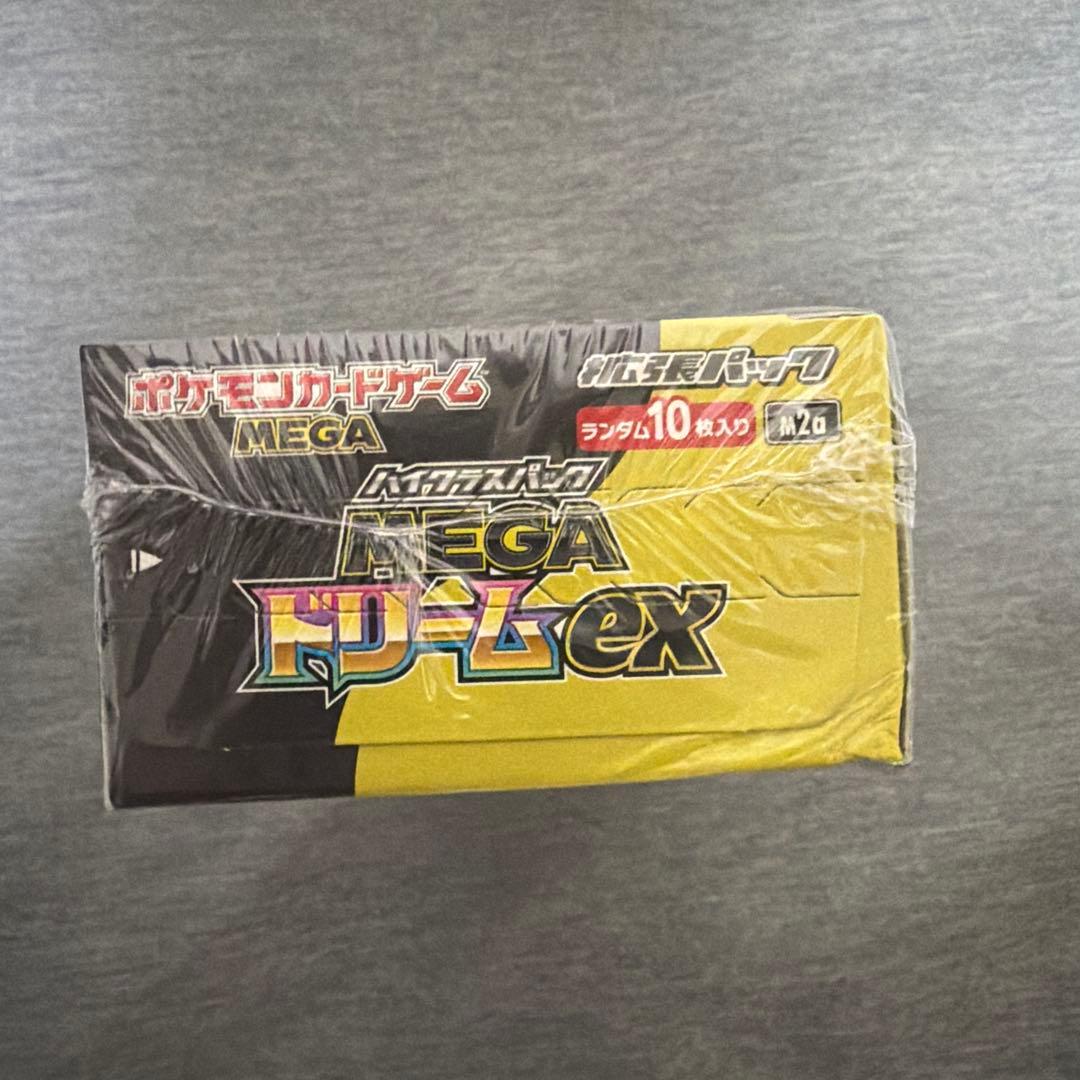 ポケモンカードゲーム
MEGA
拡張パック
ランダム10枚入り M2a
ハイクラスパック
MEGA
ドリームex